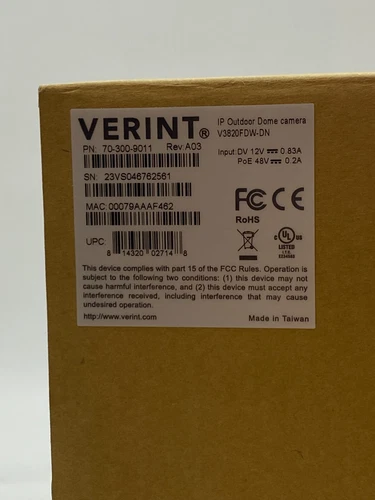 VERINT®
IP Outdoor Dome camera
V3820FDW-DN
PN: 70-300-9011 Rev:A03
Input:DV 12V ⎓ 0.83A
PoE 48V ⎓ 0.2A
SN: 23VS046762561
MAC:00079AAAF462
FC CE
RoHS
UPC
8 14320 02714 8
c UL US
LISTED
This device complies with part 15 of the FCC Rules. Operation is
subject to the following two conditions: (1) this device may not
cause harmful interference, and (2) this device must accept any
interference received, including interference that may cause
undesired operation.
http://www.verint.com
Made in Taiwan